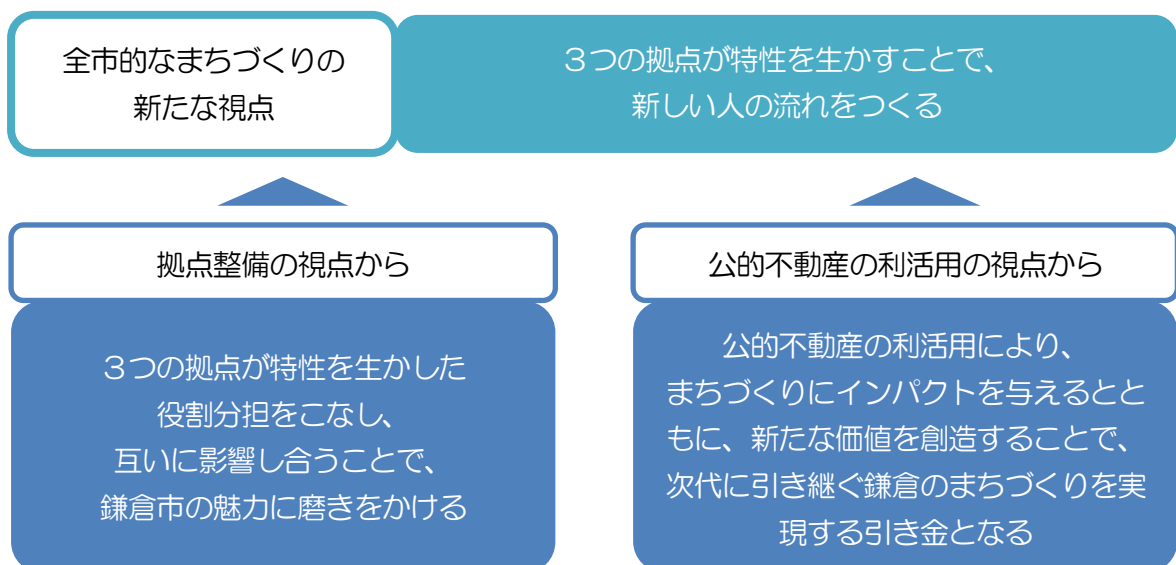 全市的なまちづくりの
新たな視点
３つの拠点が特性を生かすことで、
新しい人の流れをつくる
拠点整備の視点から
３つの拠点が特性を生かした
役割分担をこなし、
互いに影響し合うことで、
鎌倉市の魅力に磨きをかける
公的不動産の利活用の視点から
公的不動産の利活用により、
まちづくりにインパクトを与えるとと
もに、新たな価値を創造することで、
次代に引き継ぐ鎌倉のまちづくりを実
現する引き金となる